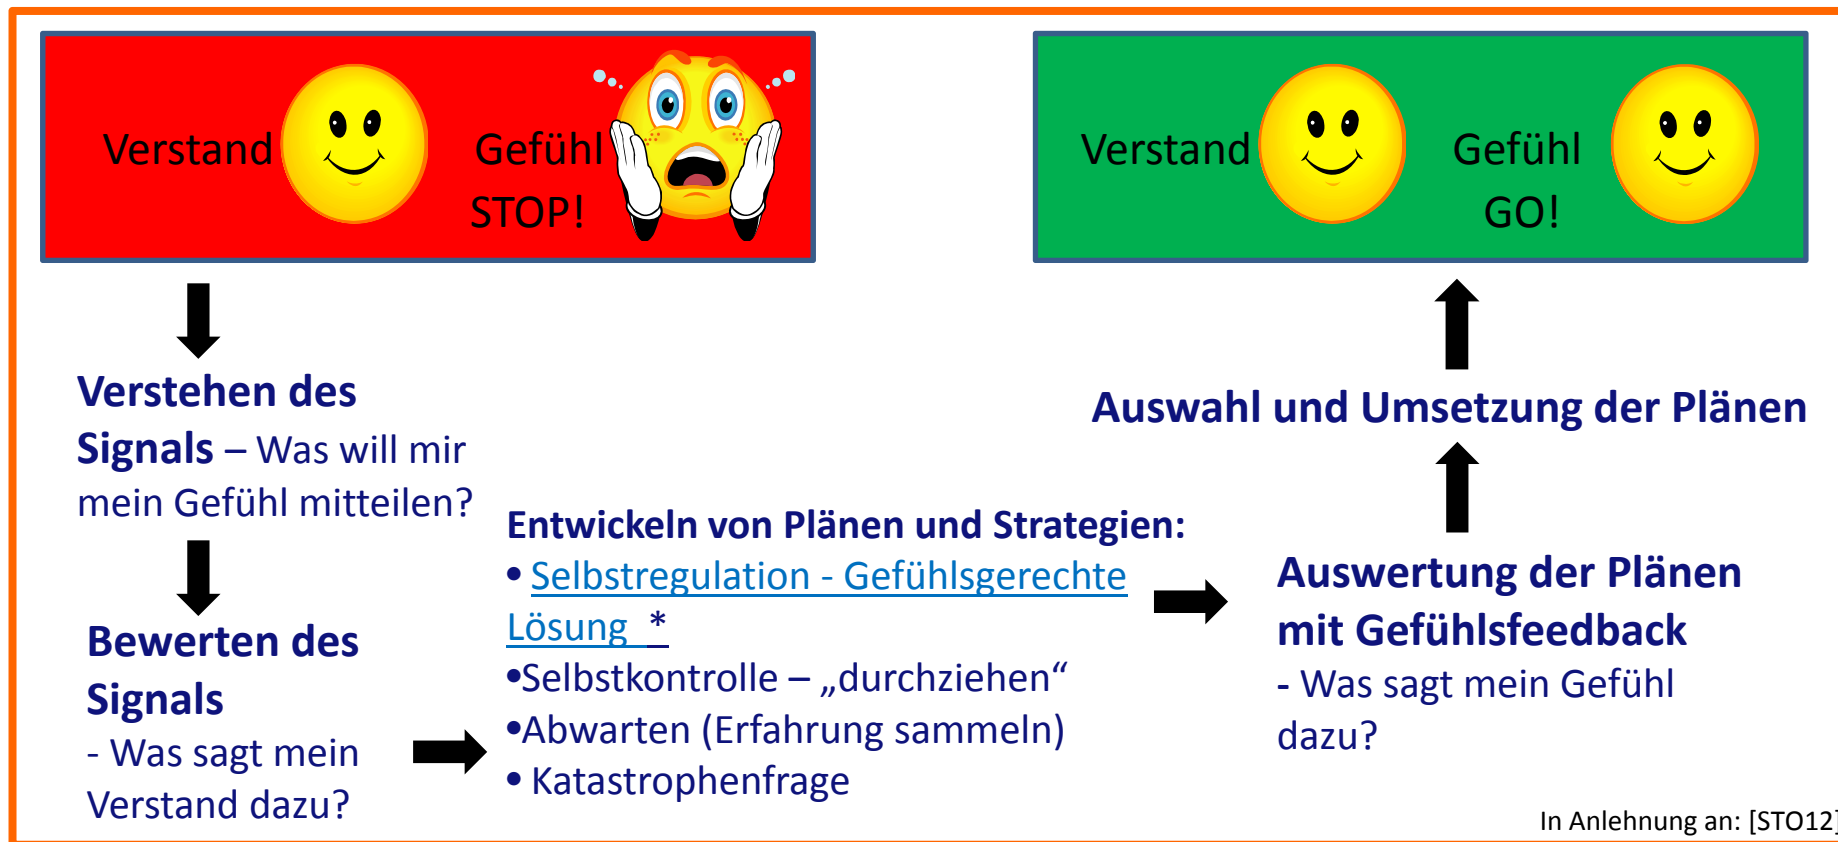 Verstand
Gefühl
STOP!
Verstand
Gefühl
GO!
Verstehen des
Signals – Was will mir
mein Gefühl mitteilen?
Bewerten des
Signals
- Was sagt mein
Verstand dazu?
Entwickeln von Plänen und Strategien:
• Selbstregulation - Gefühlsgerechte
Lösung *
•Selbstkontrolle – „durchziehen“
•Abwarten (Erfahrung sammeln)
• Katastrophenfrage
Auswertung der Plänen
mit Gefühlsfeedback
- Was sagt mein Gefühl
dazu?
Auswahl und Umsetzung der Plänen
In Anlehnung an: [STO12]